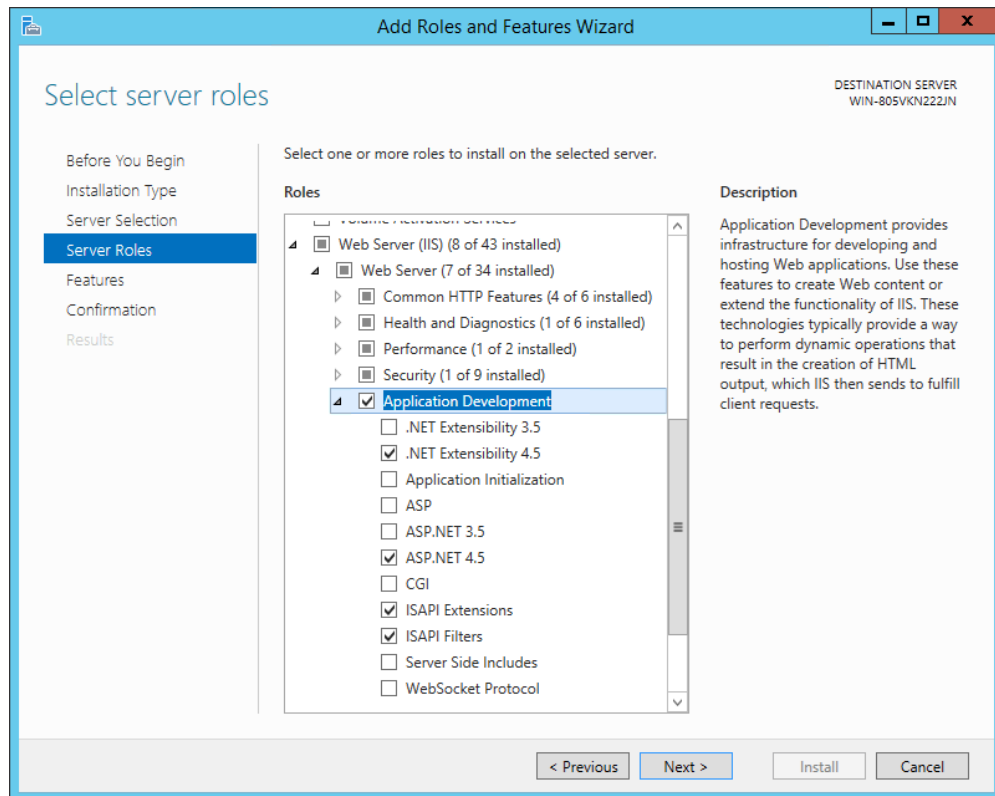 Add Roles and Features Wizard
Select server roles
DESTINATION SERVER
WIN-805VKN222JN
Before You Begin
Installation Type
Server Selection
Server Roles
Features
Confirmation
Results
Select one or more roles to install on the selected server.
Roles
Volume Activation Services
Web Server (IIS) (8 of 43 installed)
Web Server (7 of 34 installed)
Common HTTP Features (4 of 6 installed)
Health and Diagnostics (1 of 6 installed)
Performance (1 of 2 installed)
Security (1 of 9 installed)
Application Development
.NET Extensibility 3.5
.NET Extensibility 4.5
Application Initialization
ASP
ASP.NET 3.5
ASP.NET 4.5
CGI
ISAPI Extensions
ISAPI Filters
Server Side Includes
WebSocket Protocol
Description
Application Development provides
infrastructure for developing and
hosting Web applications. Use these
features to create Web content or
extend the functionality of IIS. These
technologies typically provide a way
to perform dynamic operations that
result in the creation of HTML
output, which IIS then sends to fulfill
client requests.
< Previous
Next >
Install
Cancel